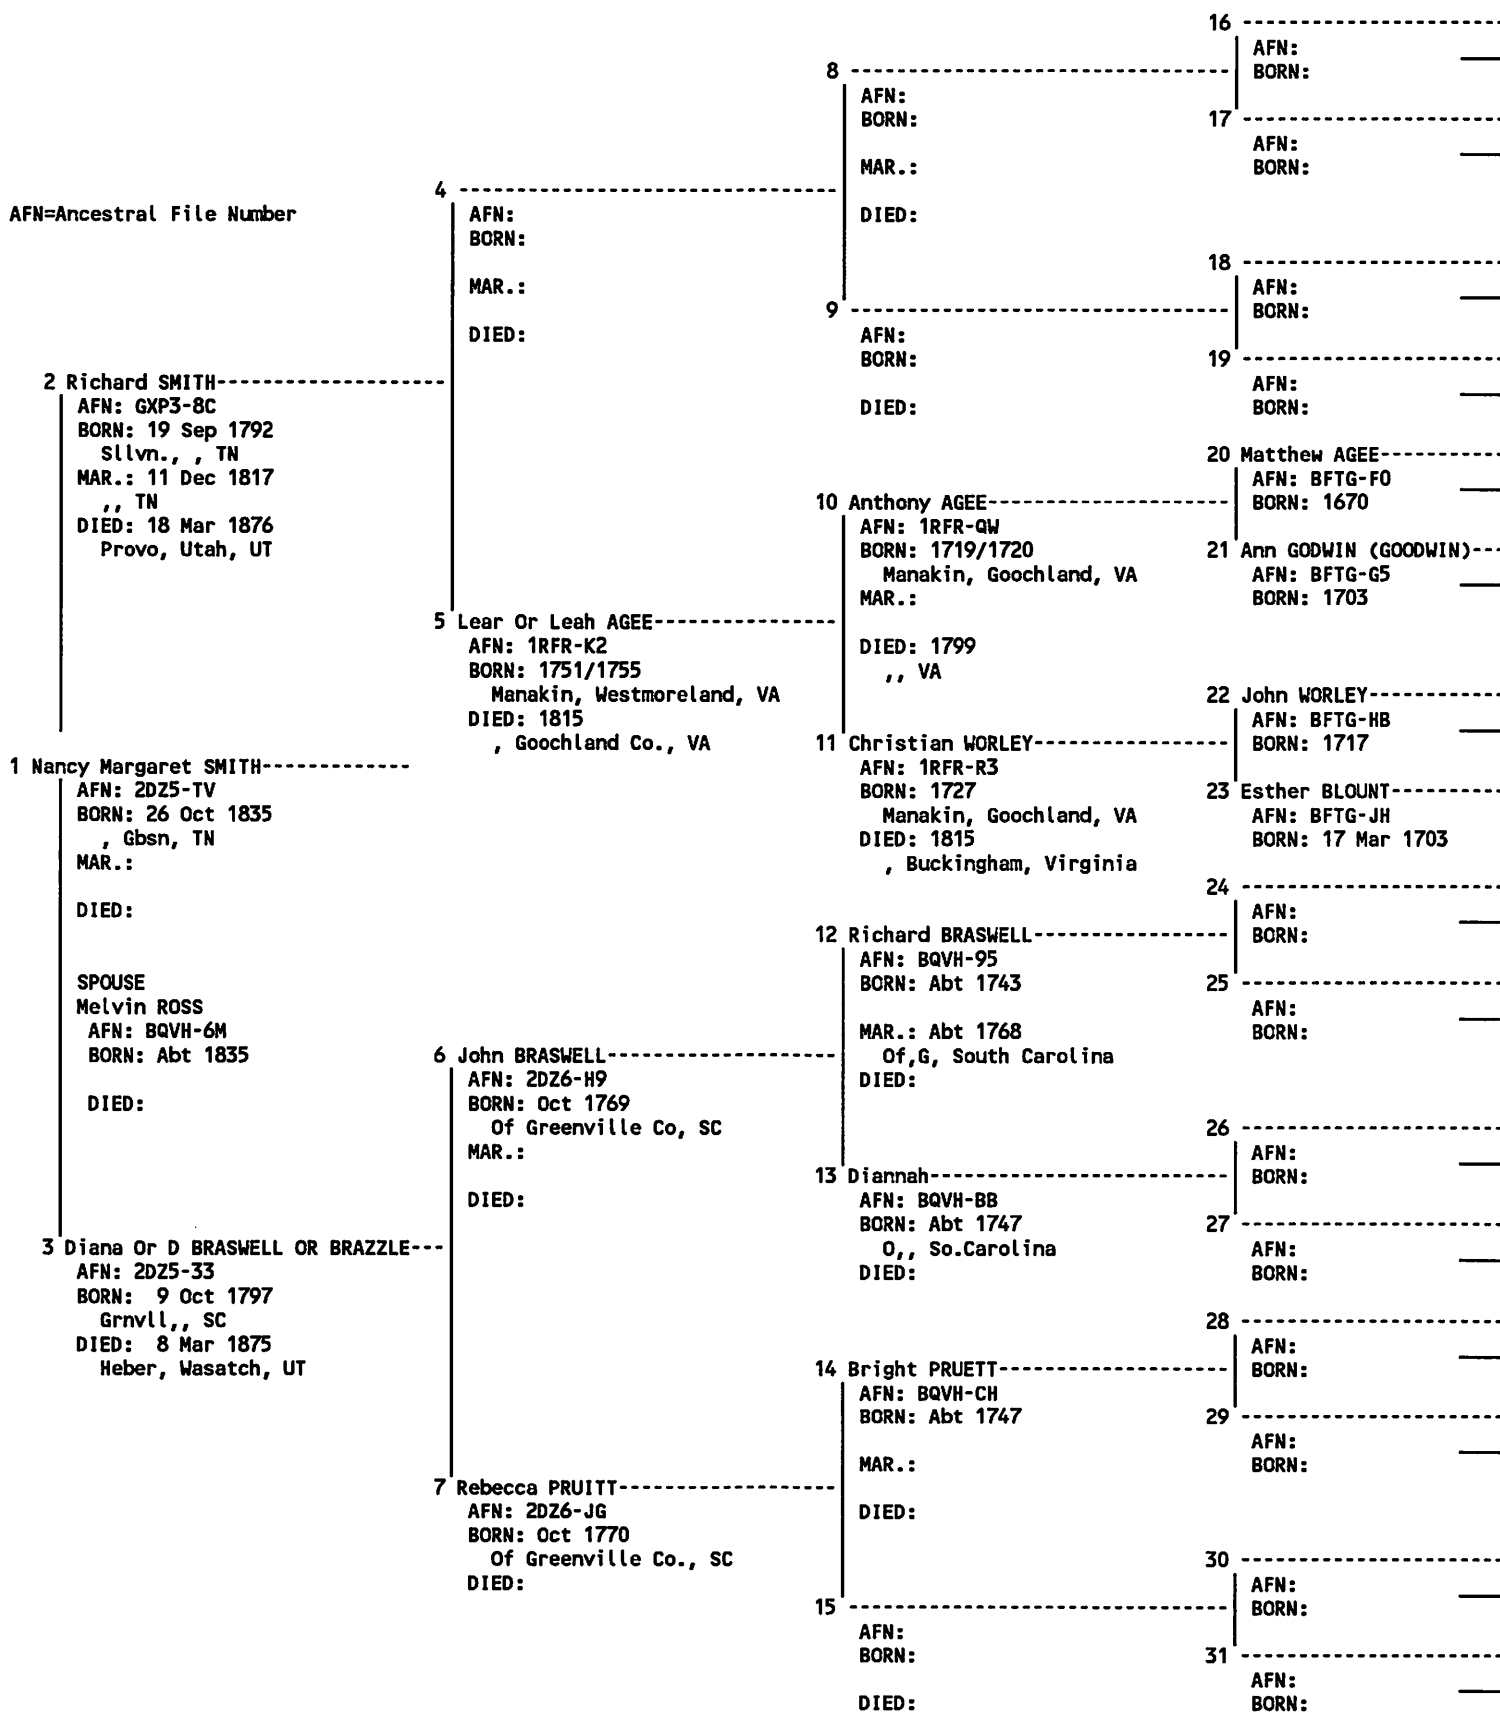 AFN=Ancestral File Number
1 Nancy Margaret SMITH------------
AFN: 2DZ5-TV
BORN: 26 Oct 1835
, Gbsn, TN
MAR.:
DIED:
SPOUSE
Melvin ROSS
AFN: BQVH-6M
BORN: Abt 1835
DIED:
2 Richard SMITH-------------------
AFN: GXP3-8C
BORN: 19 Sep 1792
Sllvn., , TN
MAR.: 11 Dec 1817
,, TN
DIED: 18 Mar 1876
Provo, Utah, UT
3 Diana Or D BRASWELL OR BRAZZLE---
AFN: 2DZ5-33
BORN:  9 Oct 1797
Grnvll,, SC
DIED:  8 Mar 1875
Heber, Wasatch, UT
4 --------------------------------
AFN:
BORN:
MAR.:
DIED:
5 Lear Or Leah AGEE---------------
AFN: 1RFR-K2
BORN: 1751/1755
Manakin, Westmoreland, VA
DIED: 1815
, Goochland Co., VA
6 John BRASWELL-------------------
AFN: 2DZ6-H9
BORN: Oct 1769
Of Greenville Co, SC
MAR.:
DIED:
7 Rebecca PRUITT------------------
AFN: 2DZ6-JG
BORN: Oct 1770
Of Greenville Co., SC
DIED:
8 --------------------------------
AFN:
BORN:
MAR.:
DIED:
9 --------------------------------
AFN:
BORN:
DIED:
10 Anthony AGEE--------------------
AFN: 1RFR-QW
BORN: 1719/1720
Manakin, Goochland, VA
MAR.:
DIED: 1799
,, VA
11 Christian WORLEY----------------
AFN: 1RFR-R3
BORN: 1727
Manakin, Goochland, VA
DIED: 1815
, Buckingham, Virginia
12 Richard BRASWELL----------------
AFN: BQVH-95
BORN: Abt 1743
MAR.: Abt 1768
Of,G, South Carolina
DIED:
13 Diannah-------------------------
AFN: BQVH-BB
BORN: Abt 1747
O,, So.Carolina
DIED:
14 Bright PRUETT-------------------
AFN: BQVH-CH
BORN: Abt 1747
MAR.:
DIED:
15 --------------------------------
AFN:
BORN:
DIED:
16 ----------------------
AFN:
BORN:
17 ----------------------
AFN:
BORN:
18 ----------------------
AFN:
BORN:
19 ----------------------
AFN:
BORN:
20 Matthew AGEE----------
AFN: BFTG-F0
BORN: 1670
21 Ann GODWIN (GOODWIN)---
AFN: BFTG-G5
BORN: 1703
22 John WORLEY-----------
AFN: BFTG-HB
BORN: 1717
23 Esther BLOUNT---------
AFN: BFTG-JH
BORN: 17 Mar 1703
24 ----------------------
AFN:
BORN:
25 ----------------------
AFN:
BORN:
26 ----------------------
AFN:
BORN:
27 ----------------------
AFN:
BORN:
28 ----------------------
AFN:
BORN:
29 ----------------------
AFN:
BORN:
30 ----------------------
AFN:
BORN:
31 ----------------------
AFN:
BORN: